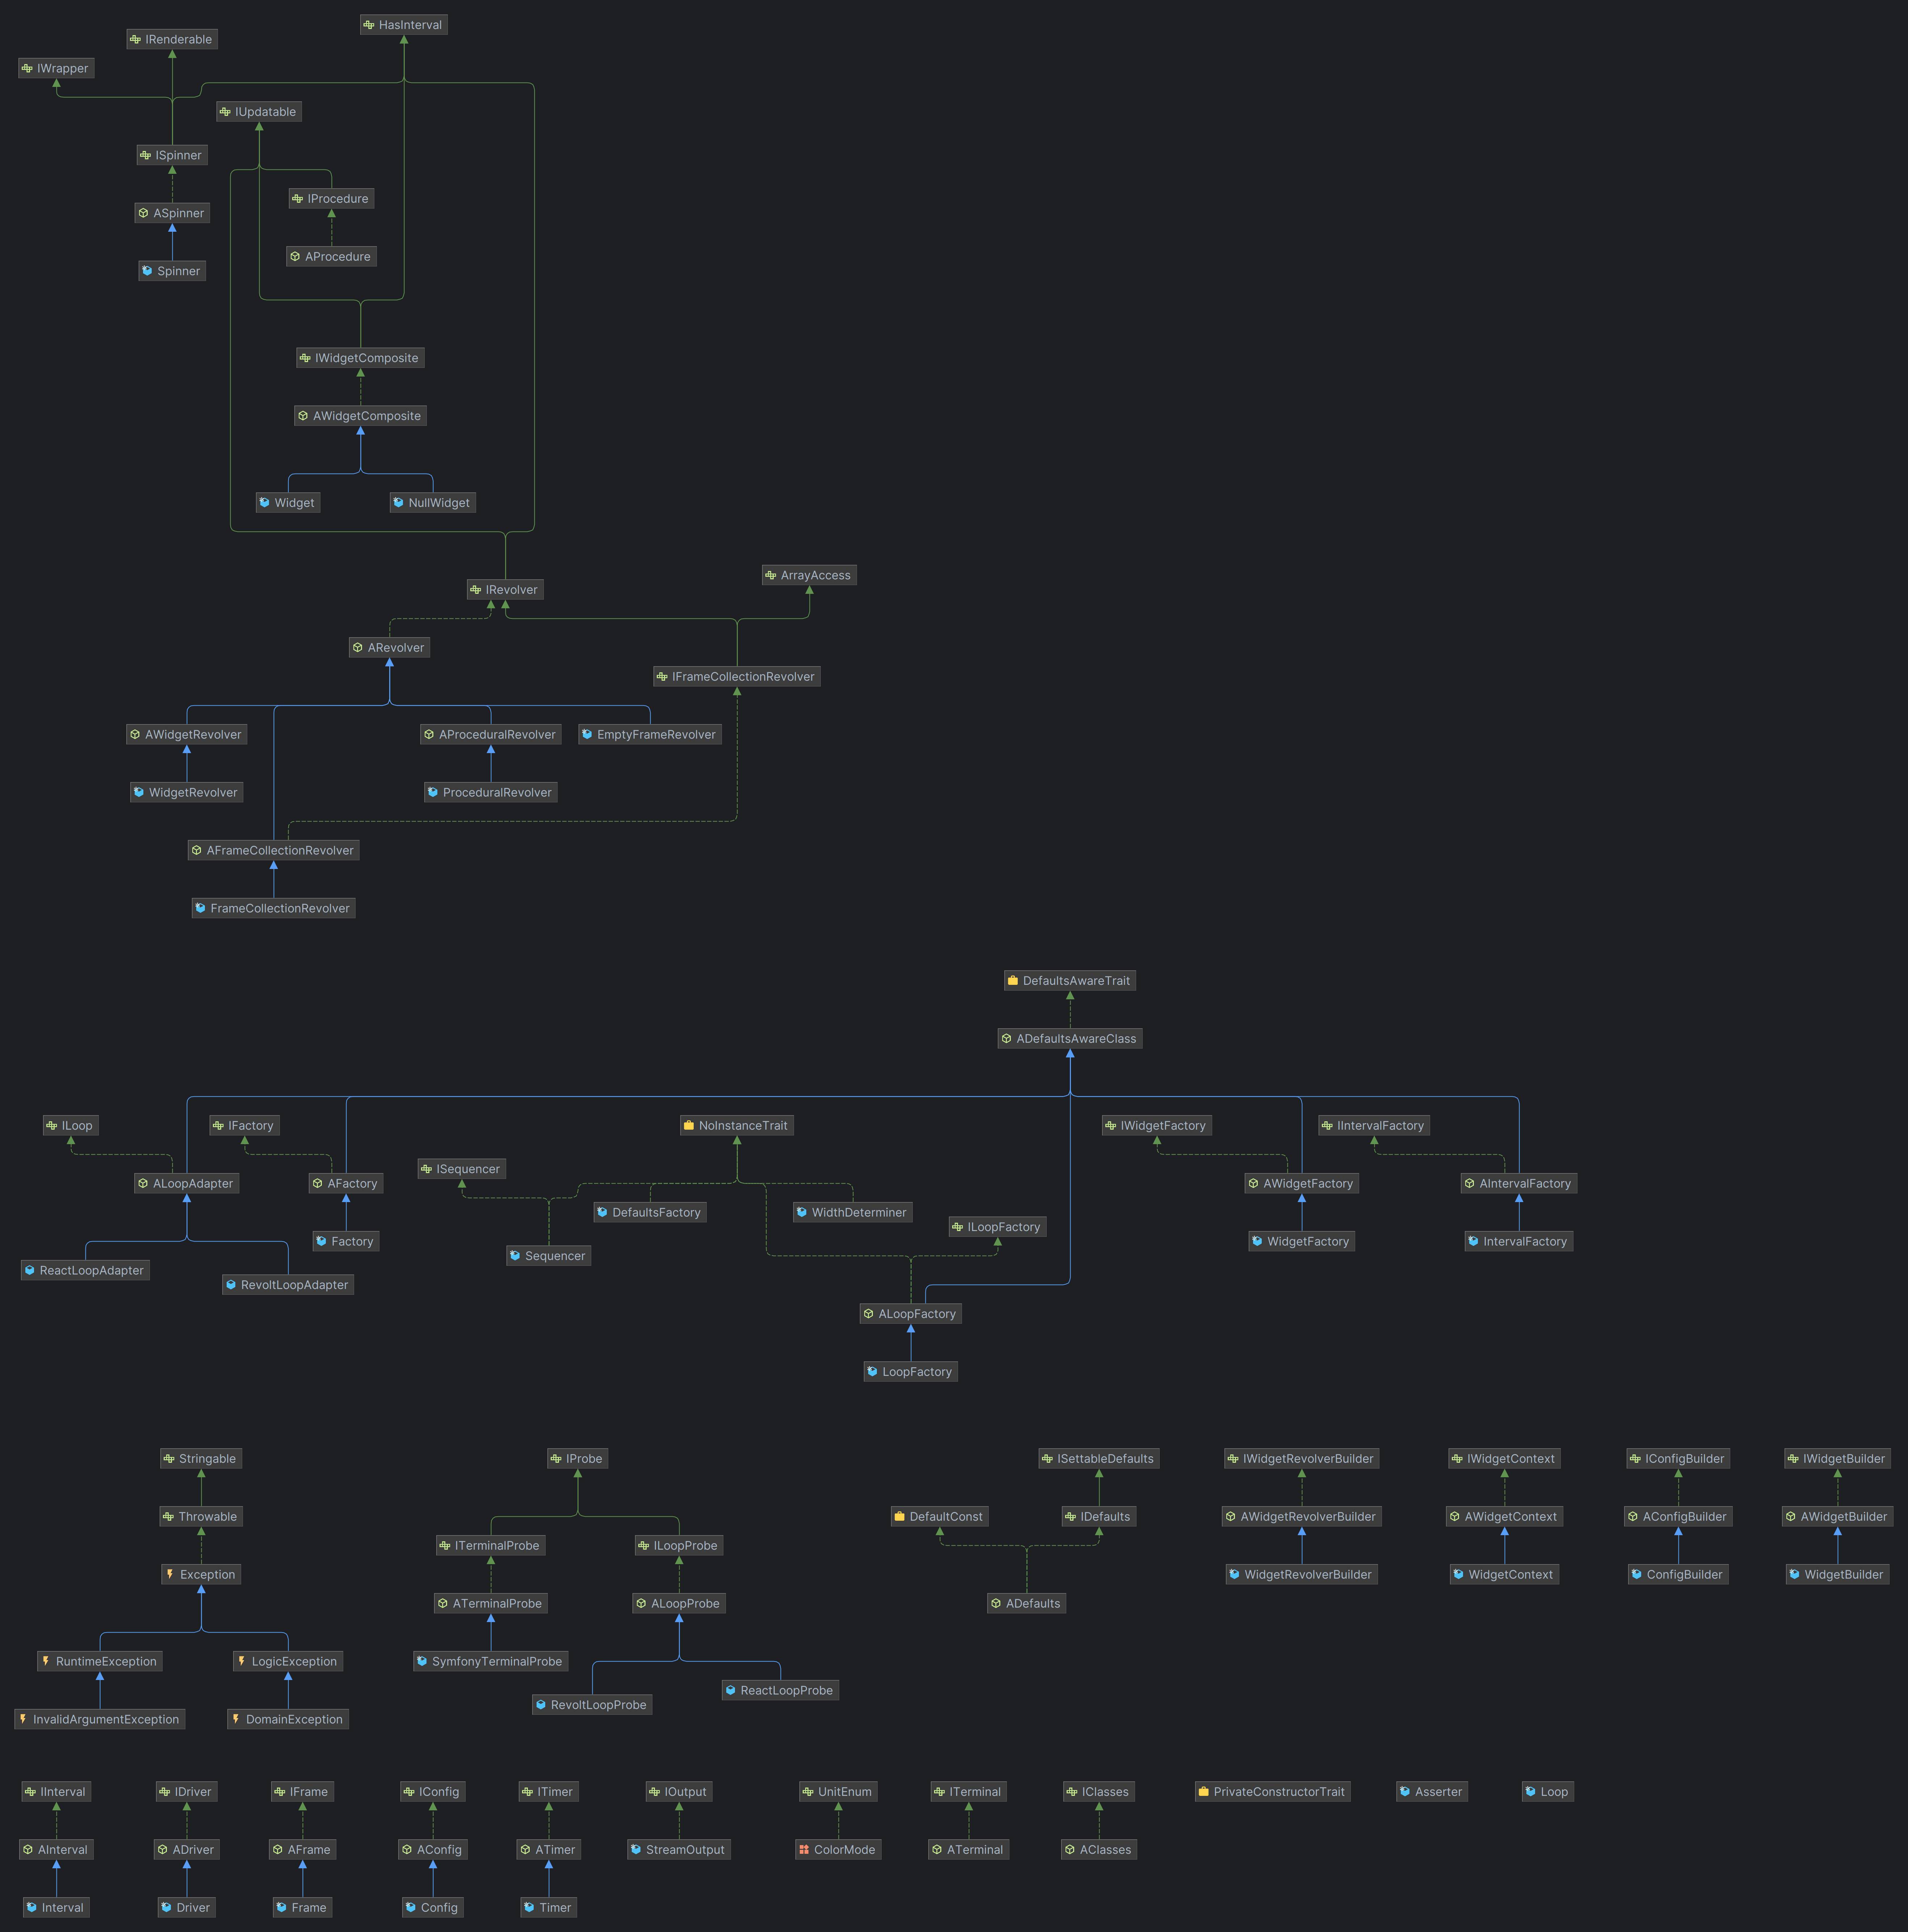 HasInterval
IRenderable
IWrapper
IUpdatable
ISpinner
IProcedure
ASpinner
AProcedure
Spinner
IWidgetComposite
AWidgetComposite
Widget
NullWidget
ArrayAccess
IRevolver
ARevolver
IFrameCollectionRevolver
AWidgetRevolver
AProceduralRevolver
EmptyFrameRevolver
WidgetRevolver
ProceduralRevolver
AFrameCollectionRevolver
FrameCollectionRevolver
DefaultsAwareTrait
ADefaultsAwareClass
ILoop
IFactory
NoInstanceTrait
IWidgetFactory
IIntervalFactory
ISequencer
ALoopAdapter
AFactory
AWidgetFactory
AIntervalFactory
DefaultsFactory
WidthDeterminer
ILoopFactory
Factory
WidgetFactory
IntervalFactory
Sequencer
ReactLoopAdapter
RevoltLoopAdapter
ALoopFactory
LoopFactory
Stringable
IProbe
ISettableDefaults
IWidgetRevolverBuilder
IWidgetContext
IConfigBuilder
IWidgetBuilder
Throwable
DefaultConst
IDefaults
AWidgetRevolverBuilder
AWidgetContext
AConfigBuilder
AWidgetBuilder
ITerminalProbe
ILoopProbe
Exception
WidgetRevolverBuilder
WidgetContext
ConfigBuilder
WidgetBuilder
ATerminalProbe
ALoopProbe
ADefaults
RuntimeException
LogicException
SymfonyTerminalProbe
ReactLoopProbe
RevoltLoopProbe
InvalidArgumentException
DomainException
IInterval
IDriver
IFrame
IConfig
ITimer
IOutput
UnitEnum
ITerminal
IClasses
PrivateConstructorTrait
Asserter
Loop
AInterval
ADriver
AFrame
AConfig
ATimer
StreamOutput
ColorMode
ATerminal
AClasses
Interval
Driver
Frame
Config
Timer